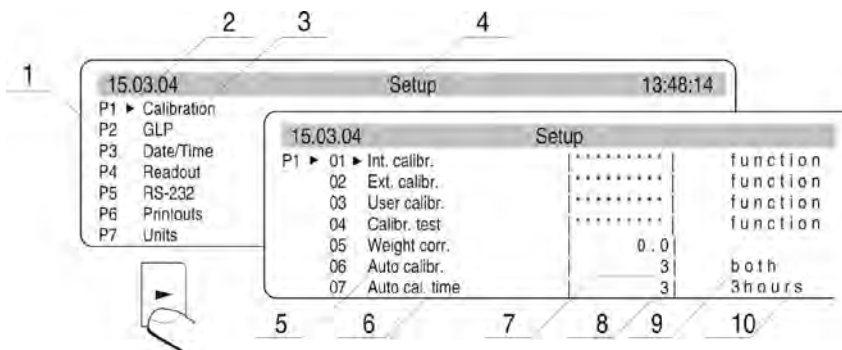 2 3 4
1
15.03.04 Setup 13:48:14
P1 ► Calibration
P2 GLP
P3 Date/Time
P4 Readout
P5 RS-232
P6 Printouts
P7 Units
15.03.04 Setup
P1 ► 01 ► Int. calibr. | * * * * * * * * * | function
02 Ext. calibr. | * * * * * * * * * | function
03 User calibr. | * * * * * * * * * | function
04 Calibr. test | * * * * * * * * * | function
05 Weight corr. | 0.0 |
06 Auto calibr. | 3 | both
07 Auto cal. time | 3 | 3hours
5 6 7 8 9 10